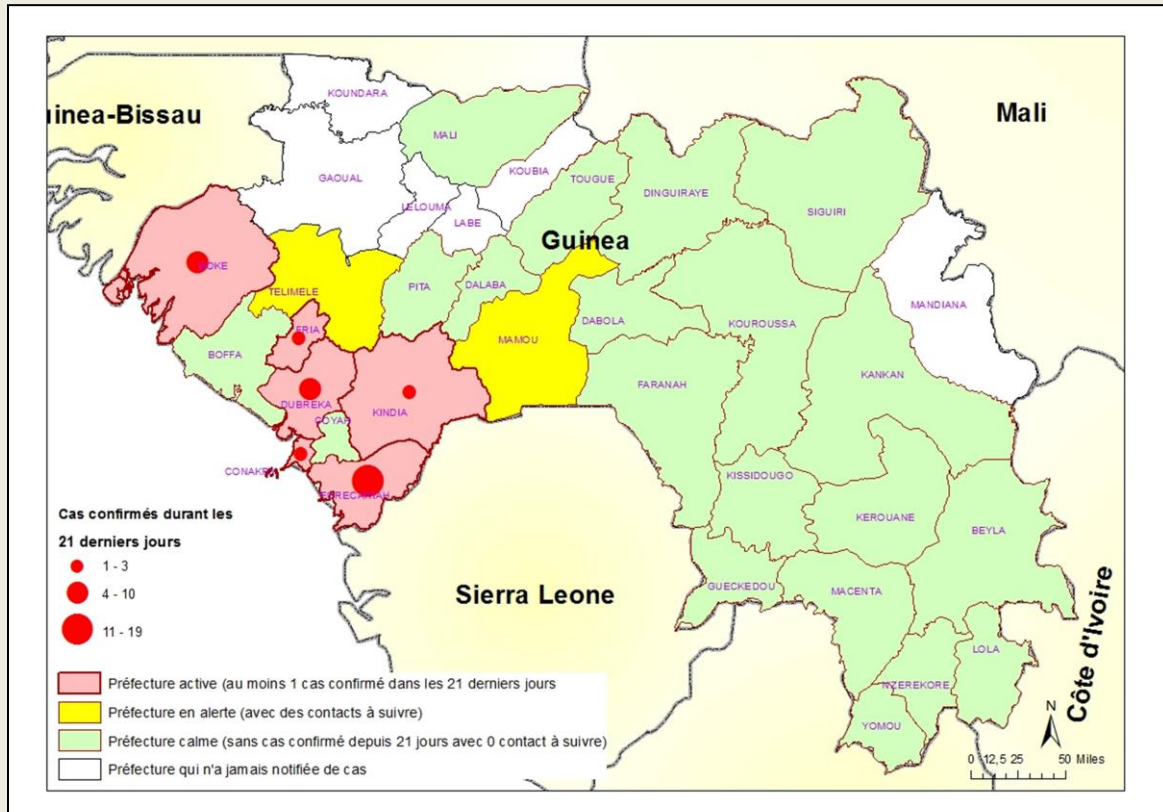 KOUNDARA
uinea-Bissau
Mali
MALI
KOUBIA
GAOUAL
TOUGUE
DINGUIRAYE
LELOUMA
SIGUIRI
LABE
Guinea
BOKE
TELIMELE
PITA
DALABA
MANDIANA
DABOLA
KOUROUSSA
FRIA
MAMOU
BOFFA
KANKAN
FARANAH
DUBREKA
KINDIA
COYAH
CONAKRY
KISSIDOUGO
FORECARIAH
KEROUANE
BEYLA
Cas confirmés durant les
21 derniers jours
1 - 3
4 - 10
11 - 19
GUECKEDOU
MACENTA
Sierra Leone
Côte d'Ivoire
LOLA
NZEREKORE
YOMOU
N
0 12,5 25 50 Miles
Préfecture active (au moins 1 cas confirmé dans les 21 derniers jours
Préfecture en alerte (avec des contacts à suivre)
Préfecture calme (sans cas confirmé depuis 21 jours avec 0 contact à suivre)
Préfecture qui n'a jamais notifiée de cas